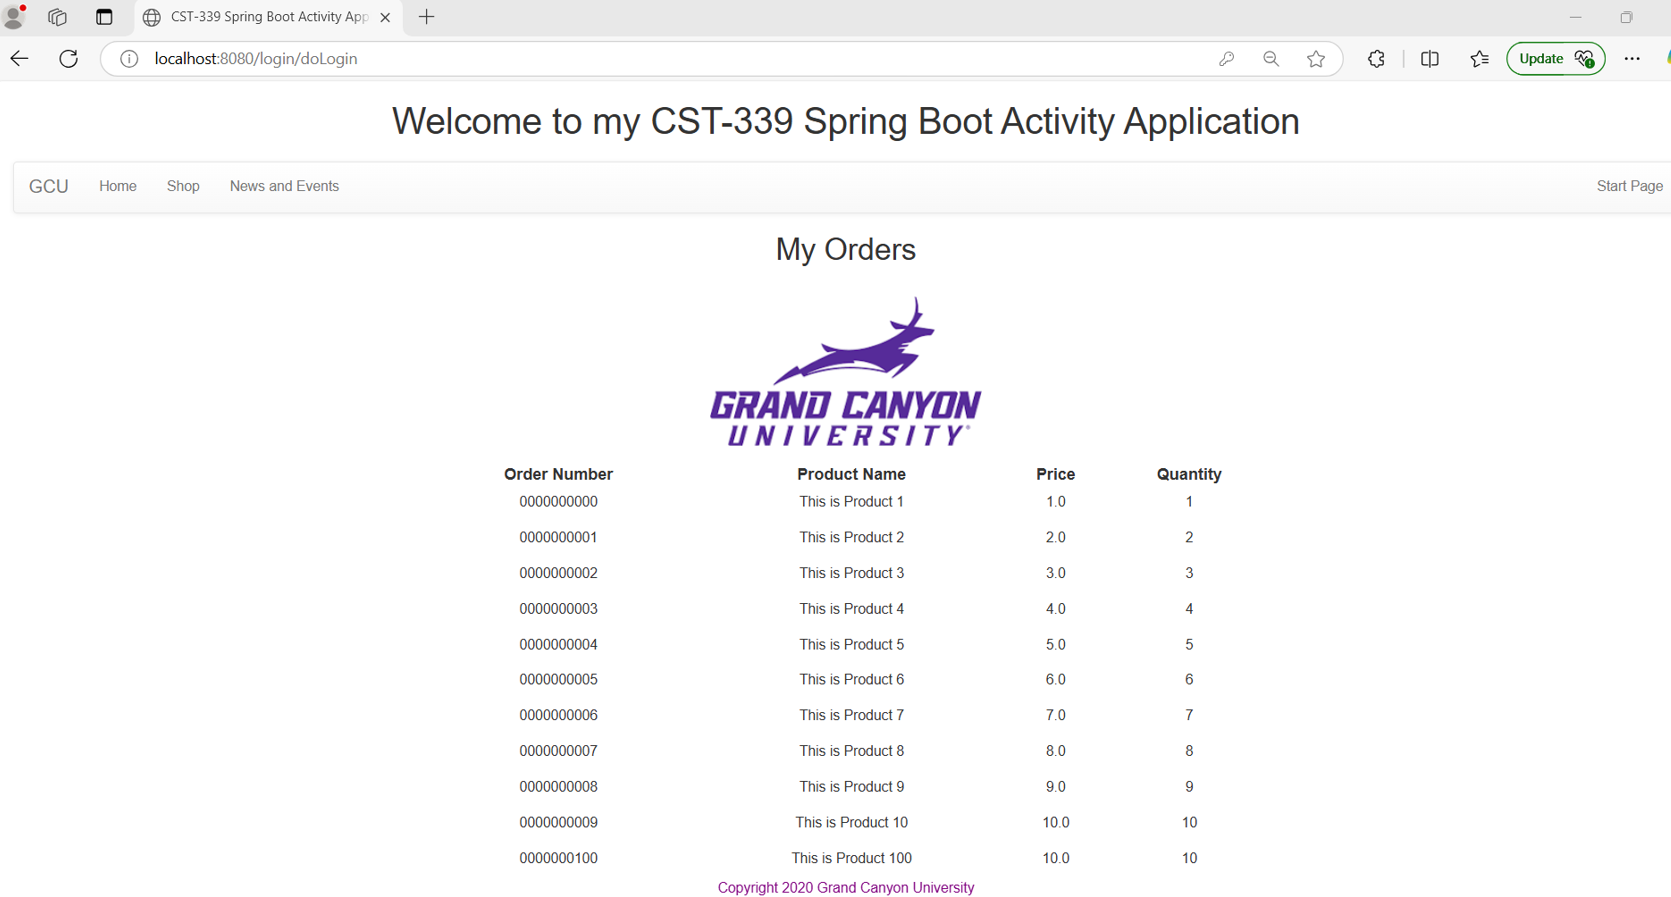 CST-339 Spring Boot Activity App
localhost:8080/login/doLogin
Update
Welcome to my CST-339 Spring Boot Activity Application
GCU Home Shop News and Events Start Page
My Orders
GRAND CANYON
UNIVERSITY®
Order Number Product Name Price Quantity
0000000000 This is Product 1 1.0 1
0000000001 This is Product 2 2.0 2
0000000002 This is Product 3 3.0 3
0000000003 This is Product 4 4.0 4
0000000004 This is Product 5 5.0 5
0000000005 This is Product 6 6.0 6
0000000006 This is Product 7 7.0 7
0000000007 This is Product 8 8.0 8
0000000008 This is Product 9 9.0 9
0000000009 This is Product 10 10.0 10
0000000100 This is Product 100 10.0 10
Copyright 2020 Grand Canyon University